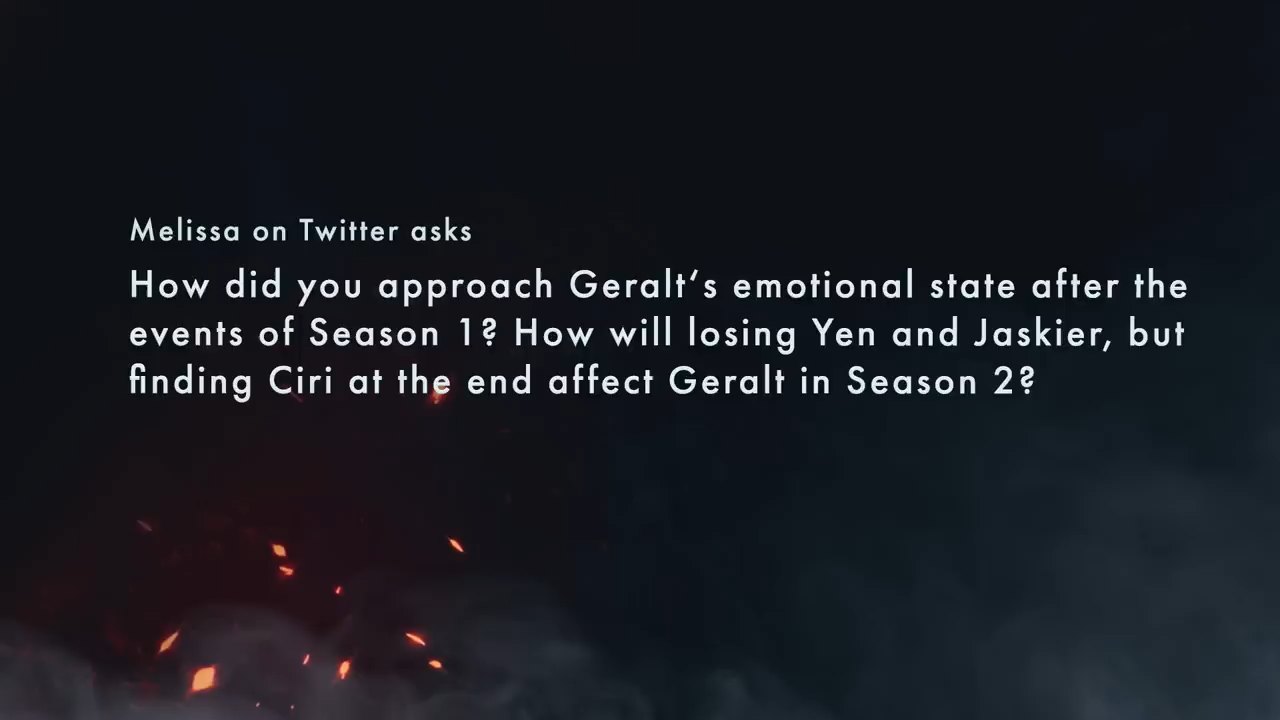 Melissa on Twitter asks
How did you approach Geralt's emotional state after the
events of Season 1? How will losing Yen and Jaskier, but
finding Ciri at the end affect Geralt in Season 2?